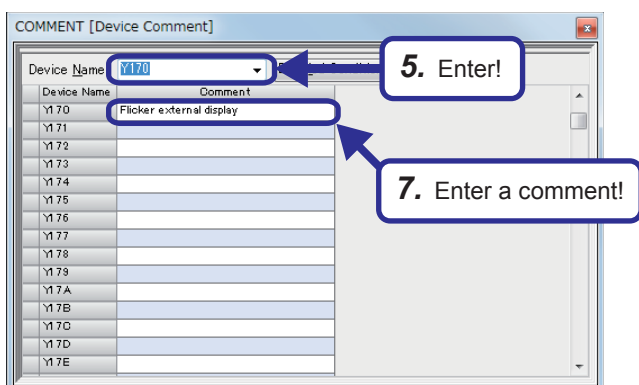 COMMENT [Device Comment]
Device Name Y170
5. Enter!
Device Name Comment
Y170 Flicker external display
Y171
Y172
Y173
Y174
Y175
Y176
Y177
Y178
Y179
Y17A
Y17B
Y17C
Y17D
Y17E
7. Enter a comment!